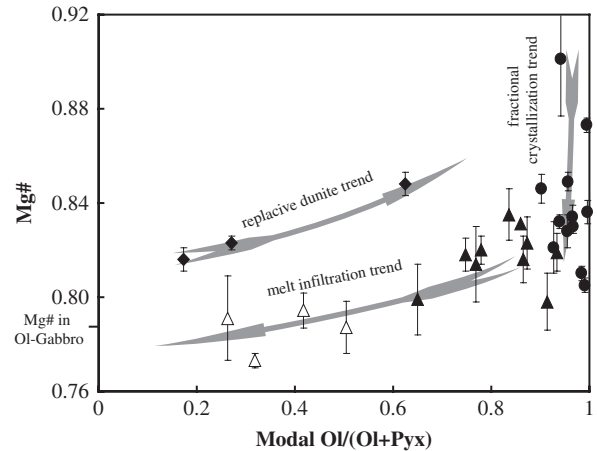 0.92
0.88
0.84
0.80
0.76
Mg#
Mg# in
Ol-Gabbro
fractional
crystallization trend
replacive dunite trend
melt infiltration trend
0 0.2 0.4 0.6 0.8 1
Modal Ol/(Ol+Pyx)